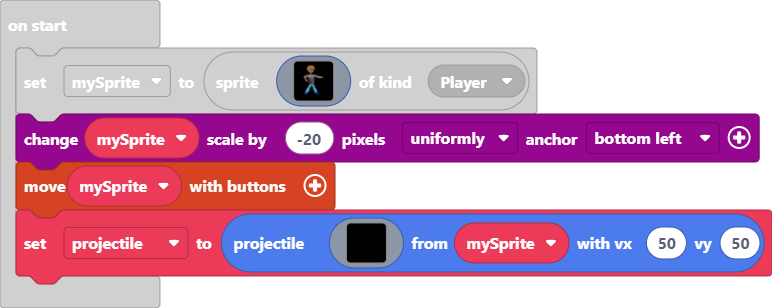 on start
set mySprite to sprite of kind Player
change mySprite scale by -20 pixels uniformly anchor bottom left
move mySprite with buttons
set projectile to projectile from mySprite with vx 50 vy 50